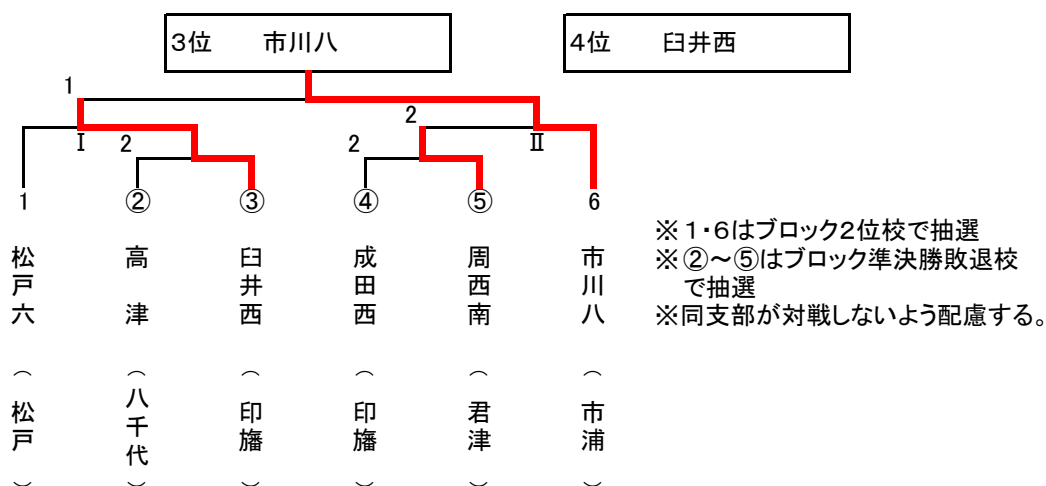 3位 市川八
4位 臼井西
1
2
Ⅰ 2 2 Ⅱ
1 ② ③ ④ ⑤ 6
松戸六 (松戸)
高津 (八千代)
臼井西 (印旛)
成田西 (印旛)
周西南 (君津)
市川八 (市浦)
※1・6はブロック2位校で抽選
※②～⑤はブロック準決勝敗退校
で抽選
※同支部が対戦しないよう配慮する。